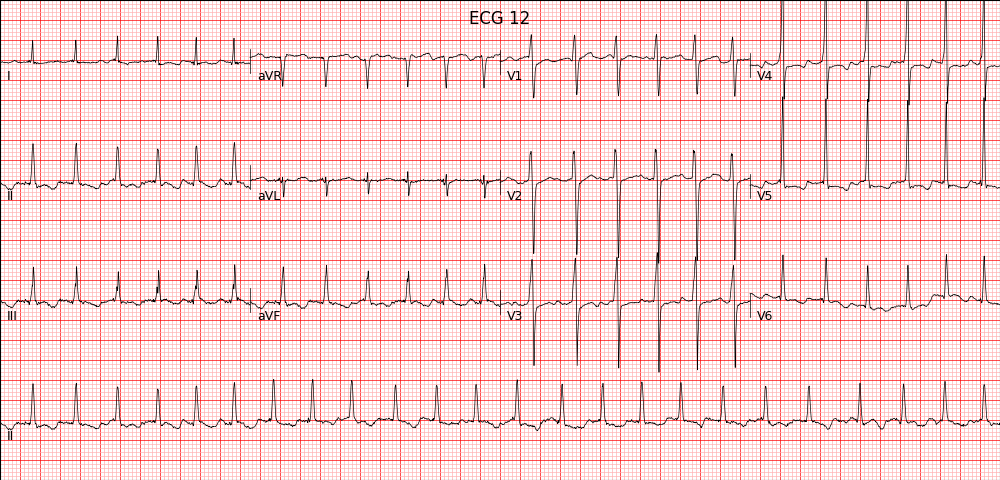 ECG 12
I aVR V1 V4
II aVL V2 V5
III aVF V3 V6
II